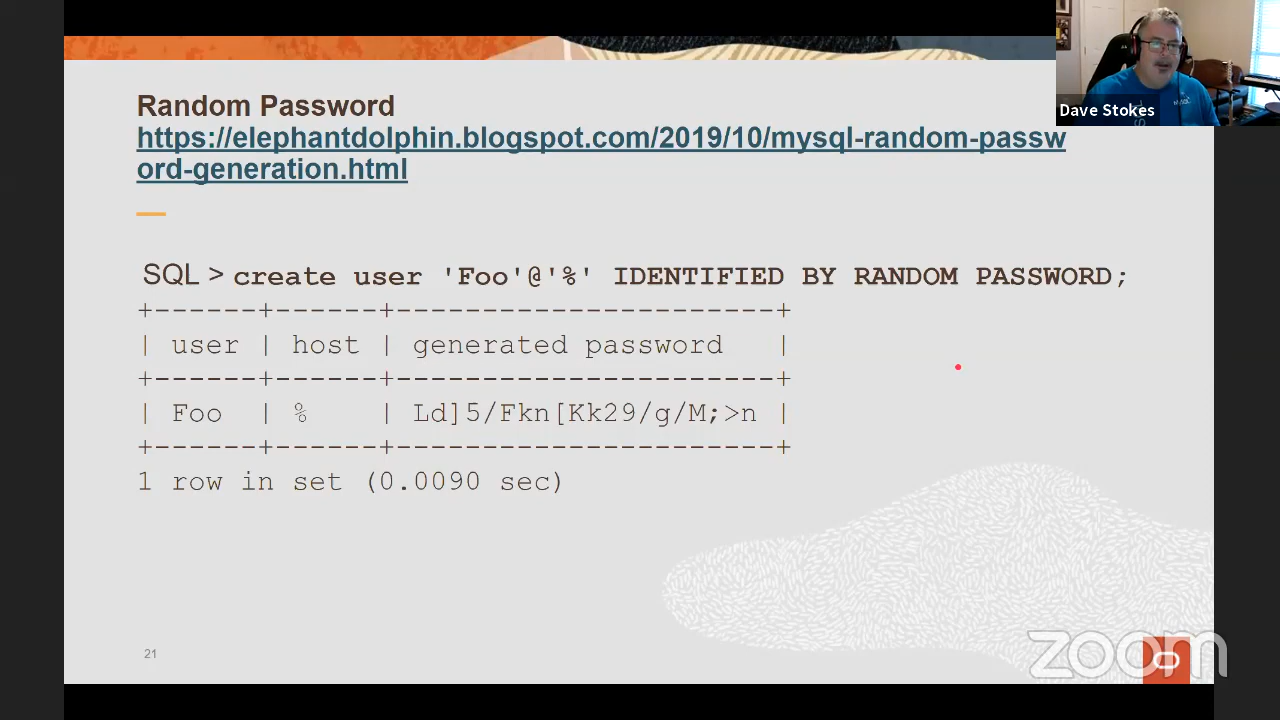 Dave Stokes
Random Password
https://elephantdolphin.blogspot.com/2019/10/mysql-random-passw
ord-generation.html
SQL > create user 'Foo'@'%' IDENTIFIED BY RANDOM PASSWORD;
+------+------+----------------------+
| user | host | generated password   |
+------+------+----------------------+
| Foo  | %    | Ld]5/Fkn[Kk29/g/M;>n |
+------+------+----------------------+
1 row in set (0.0090 sec)
21
zoom